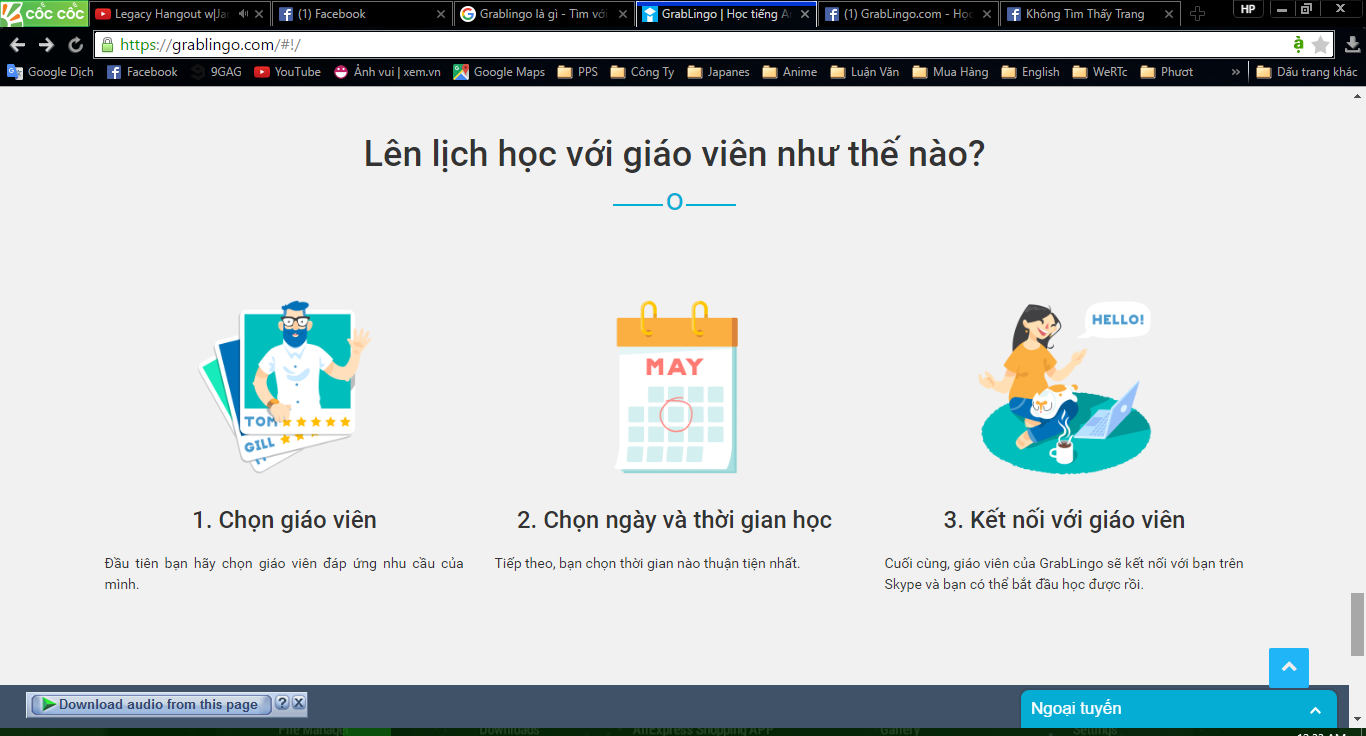 cốc cốc
Legacy Hangout w|Ja
(1) Facebook
Grablingo là gì - Tìm vớ
GrabLingo | Học tiếng A
(1) GrabLingo.com - Họ
Không Tìm Thấy Trang
HP
https://grablingo.com/#!/
Google Dịch
Facebook
9GAG
YouTube
Ảnh vui | xem.vn
Google Maps
PPS
Công Ty
Japanes
Anime
Luận Văn
Mua Hàng
English
WeRTc
Phượt
»
Dấu trang khác
Lên lịch học với giáo viên như thế nào?
TOM
GILL
MAY
HELLO!
1. Chọn giáo viên
Đầu tiên bạn hãy chọn giáo viên đáp ứng nhu cầu của
mình.
2. Chọn ngày và thời gian học
Tiếp theo, bạn chọn thời gian nào thuận tiện nhất.
3. Kết nối với giáo viên
Cuối cùng, giáo viên của GrabLingo sẽ kết nối với bạn trên
Skype và bạn có thể bắt đầu học được rồi.
Download audio from this page
?
Ngoại tuyến